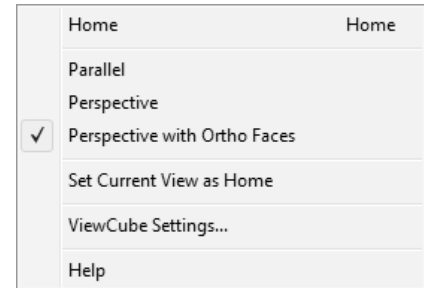 Home Home
Parallel
Perspective
Perspective with Ortho Faces
Set Current View as Home
ViewCube Settings...
Help